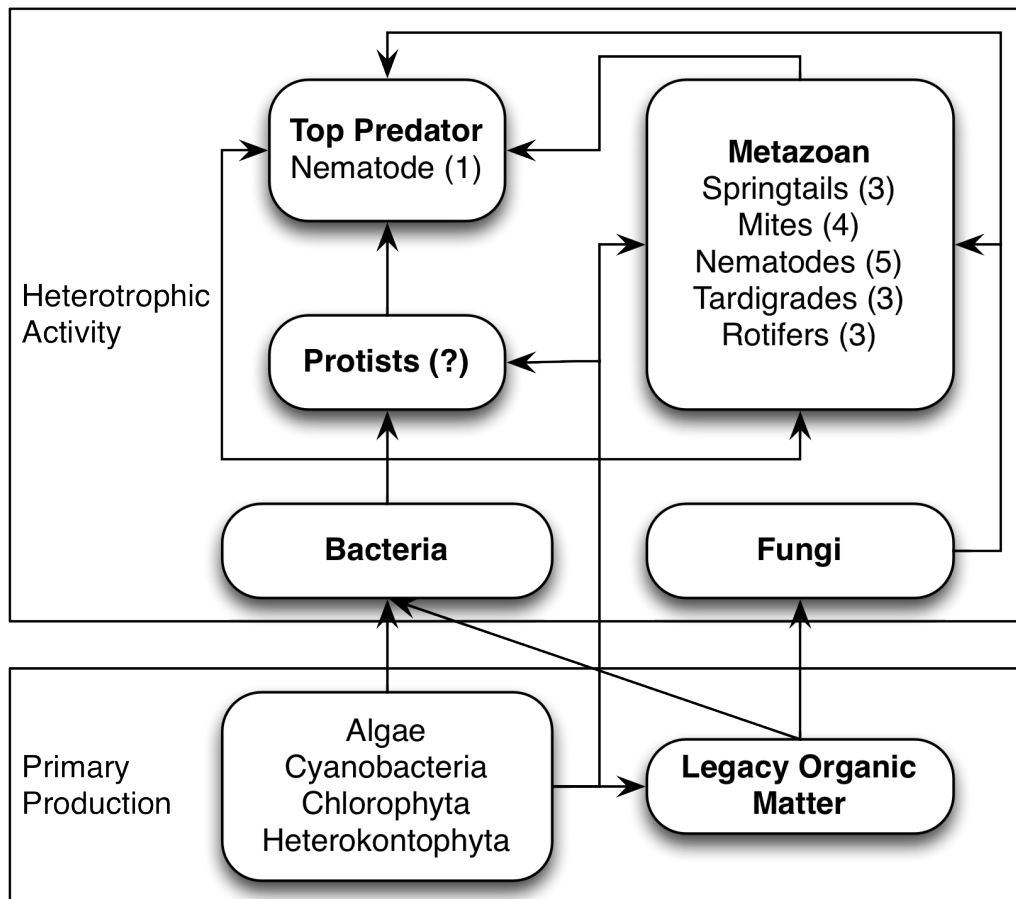 Top Predator
Nematode (1)
Metazoan
Springtails (3)
Mites (4)
Nematodes (5)
Tardigrades (3)
Rotifers (3)
Heterotrophic
Activity
Protists (?)
Bacteria
Fungi
Primary
Production
Algae
Cyanobacteria
Chlorophyta
Heterokontophyta
Legacy Organic
Matter